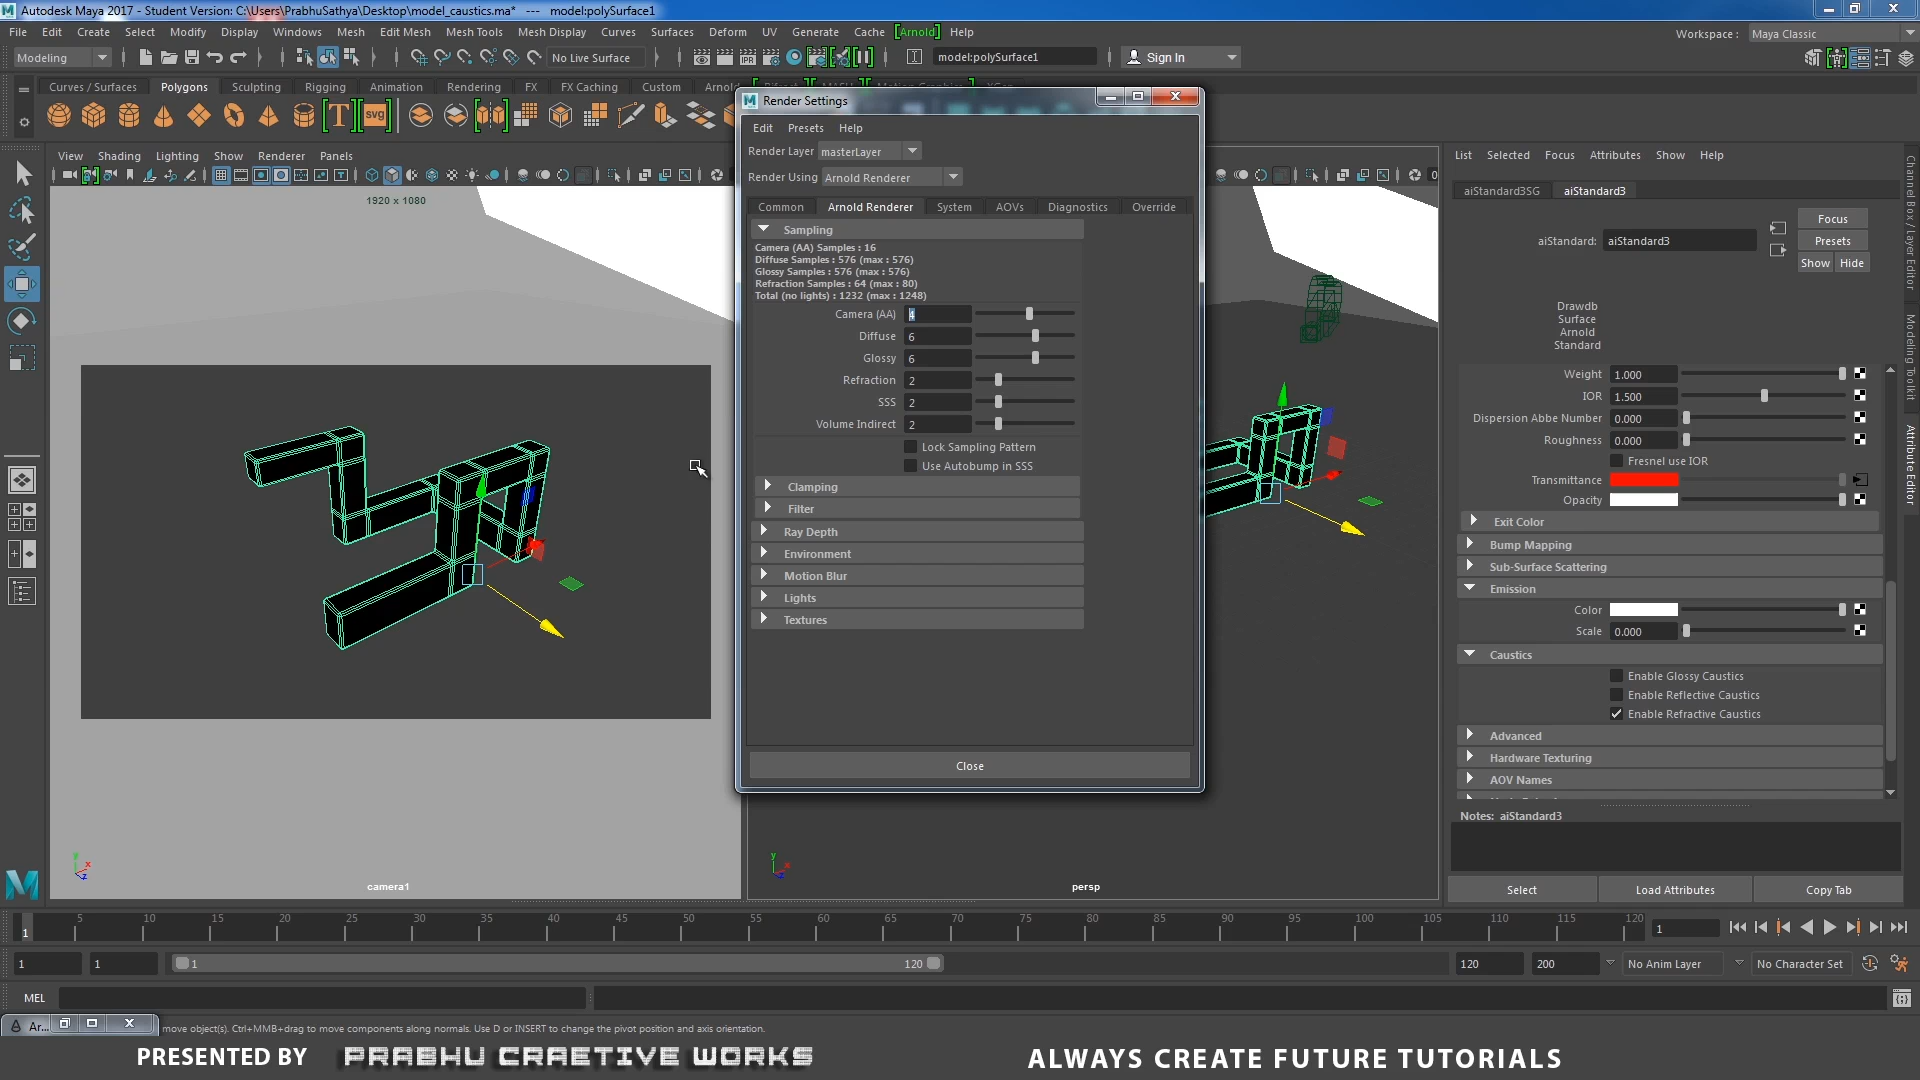 Autodesk Maya 2017 - Student Version: C:\Users\PrabhuSathya\Desktop\model_caustics.ma* --- model:polySurface1
File Edit Create Select Modify Display Windows Mesh Edit Mesh Mesh Tools Mesh Display Curves Surfaces Deform UV Generate Cache [Arnold] Help
Workspace : Maya Classic
Modeling
No Live Surface
model:polySurface1
Sign In
Curves / Surfaces Polygons Sculpting Rigging Animation Rendering FX FX Caching Custom
T SVG
View Shading Lighting Show Renderer Panels
1920 x 1080
camera1
Render Settings
Edit Presets Help
Render Layer masterLayer
Render Using Arnold Renderer
Common Arnold Renderer System AOVs Diagnostics Override
Sampling
Camera (AA) Samples : 16
Diffuse Samples : 576 (max : 576)
Glossy Samples : 576 (max : 576)
Refraction Samples : 64 (max : 80)
Total (no lights) : 1232 (max : 1248)
Camera (AA) 4
Diffuse 6
Glossy 6
Refraction 2
SSS 2
Volume Indirect 2
Lock Sampling Pattern
Use Autobump in SSS
Clamping
Filter
Ray Depth
Environment
Motion Blur
Lights
Textures
Close
persp
List Selected Focus Attributes Show Help
aiStandard3SG aiStandard3
Focus
aiStandard: aiStandard3
Presets
Show Hide
Drawdb
Surface
Arnold
Standard
Weight 1.000
IOR 1.500
Dispersion Abbe Number 0.000
Roughness 0.000
Fresnel use IOR
Transmittance
Opacity
Exit Color
Bump Mapping
Sub-Surface Scattering
Emission
Color
Scale 0.000
Caustics
Enable Glossy Caustics
Enable Reflective Caustics
Enable Refractive Caustics
Advanced
Hardware Texturing
AOV Names
Notes: aiStandard3
Select Load Attributes Copy Tab
Channel Box / Layer Editor
Modeling Toolkit
Attribute Editor
5 10 15 20 25 30 35 40 45 50 55 60 65 70 75 80 85 90 95 100 105 110 115 120
1 1
1 1 1 120 120 200 No Anim Layer No Character Set
MEL
Ar...
move object(s). Ctrl+MMB+drag to move components along normals. Use D or INSERT to change the pivot position and axis orientation.
PRESENTED BY PRABHU CRAETIVE WORKS ALWAYS CREATE FUTURE TUTORIALS